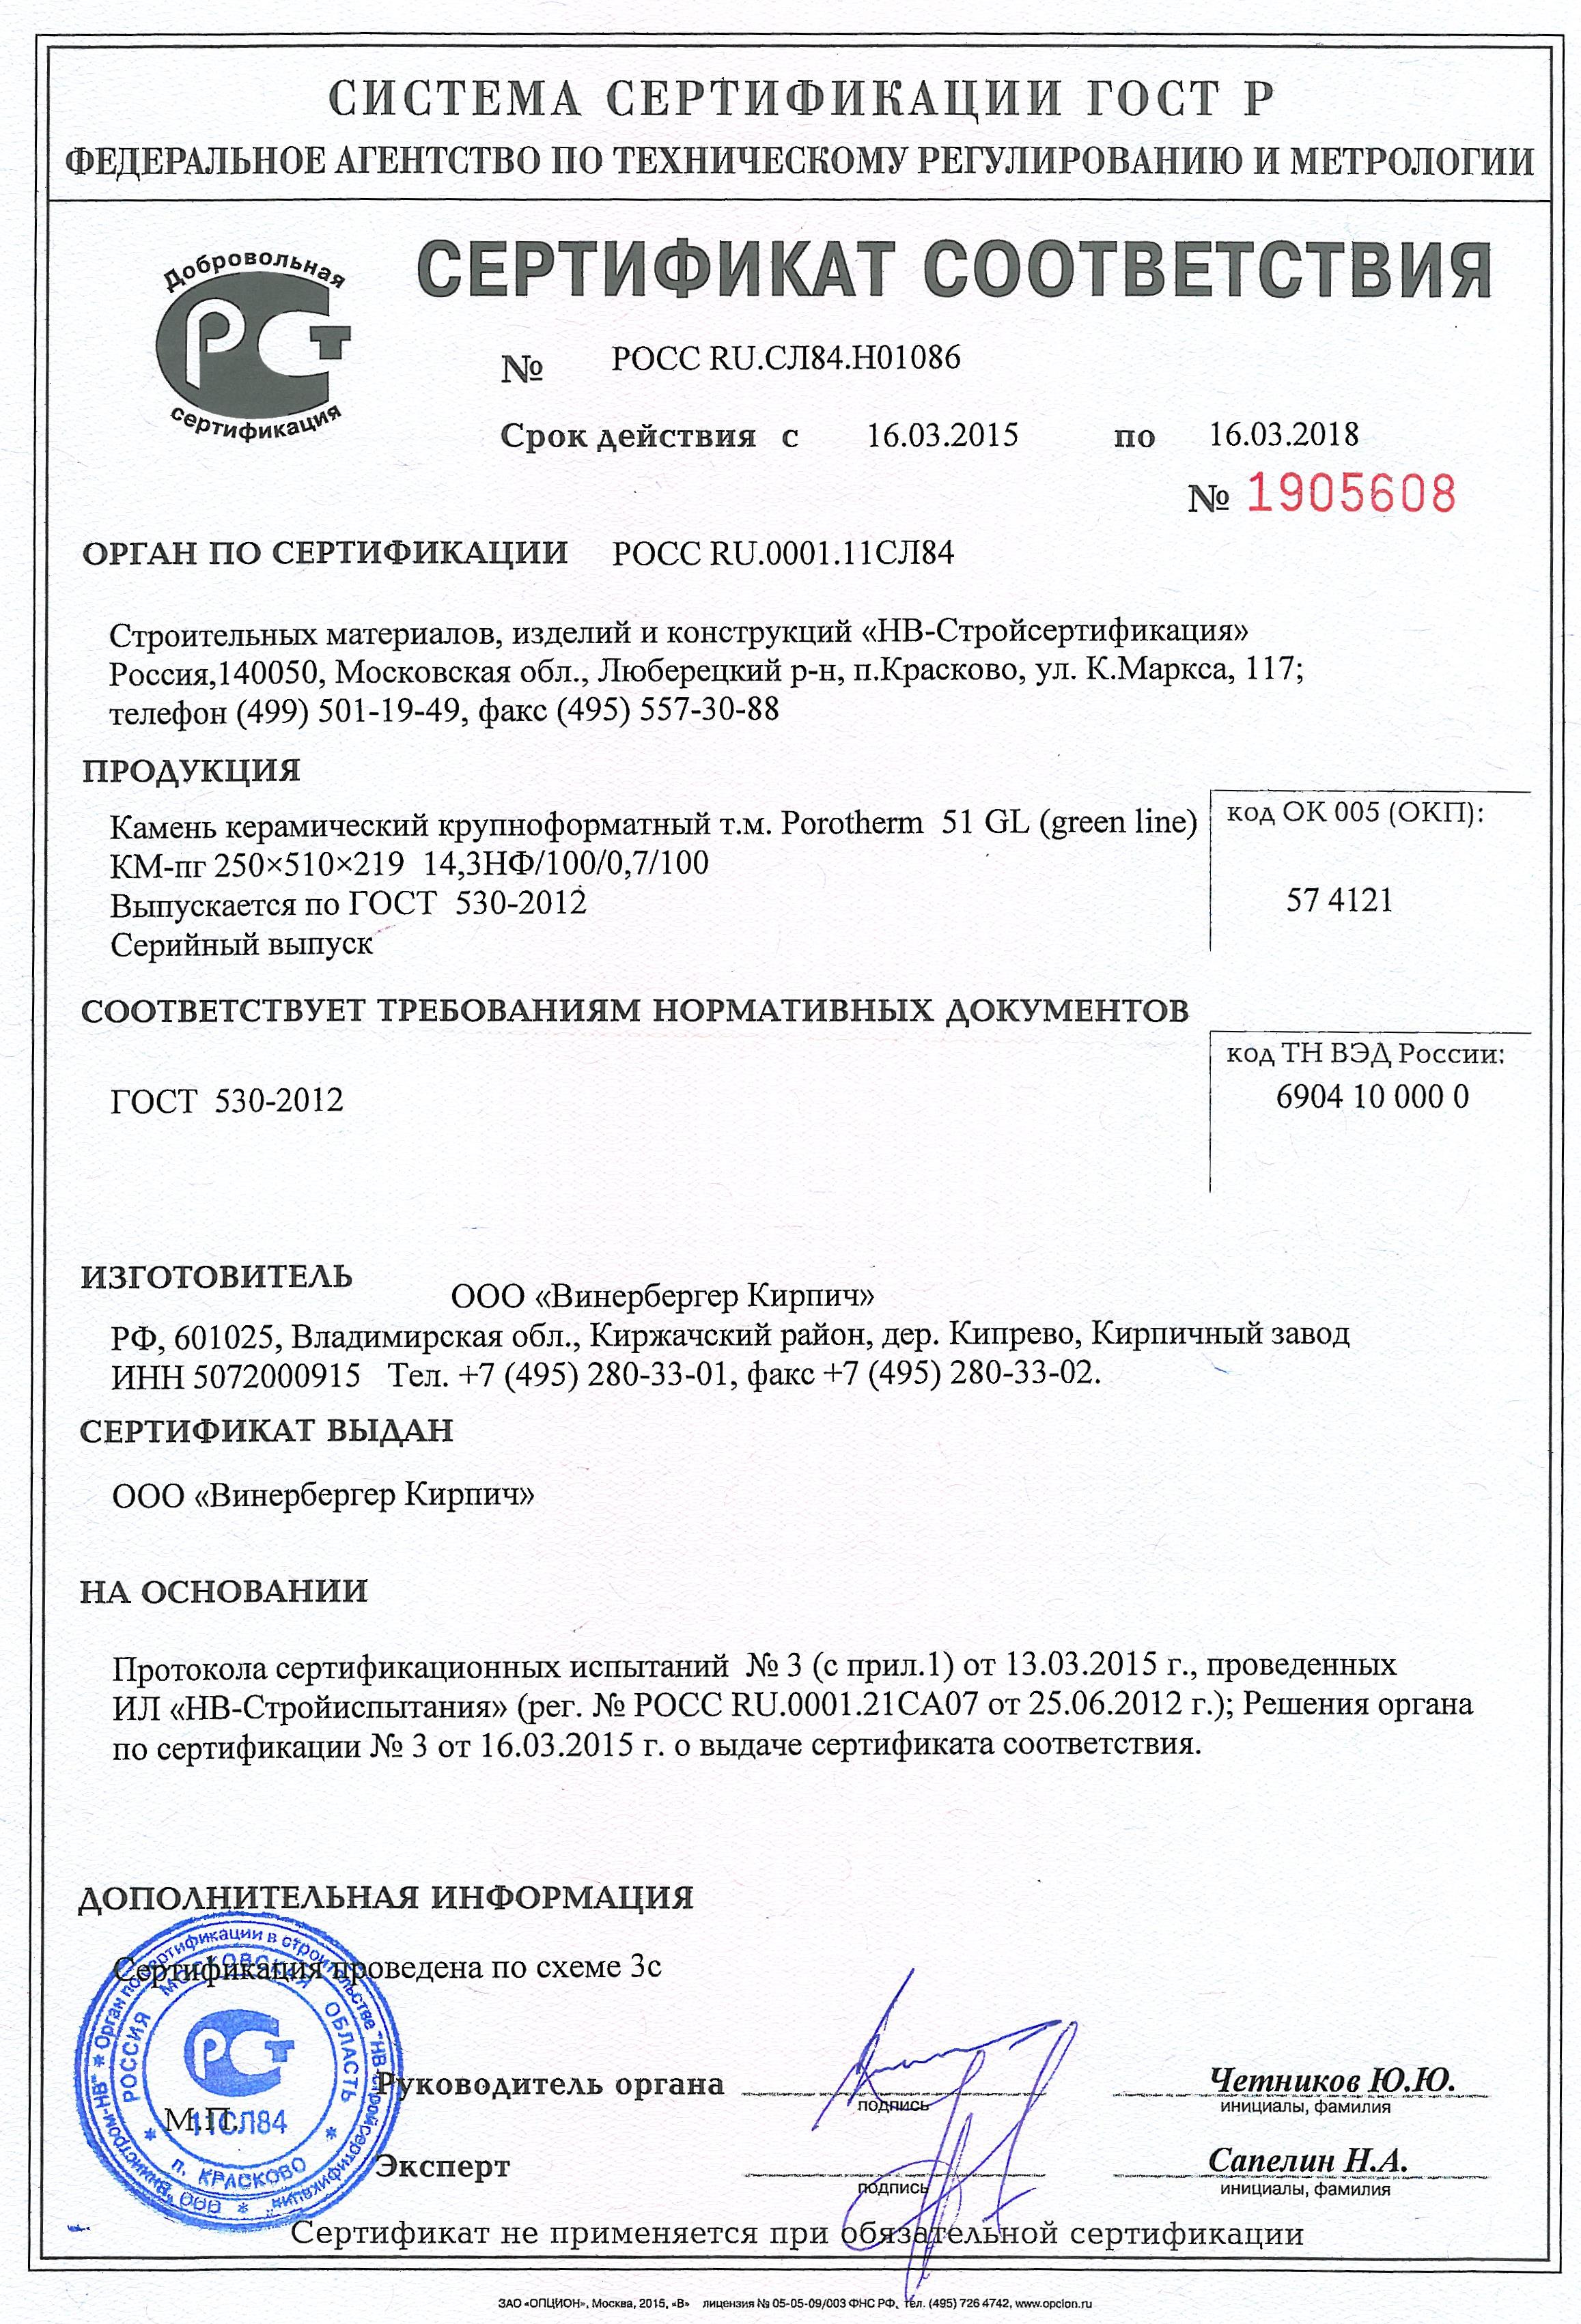 СИСТЕМА СЕРТИФИКАЦИИ ГОСТ Р
ФЕДЕРАЛЬНОЕ АГЕНТСТВО ПО ТЕХНИЧЕСКОМУ РЕГУЛИРОВАНИЮ И МЕТРОЛОГИИ
Добровольная
РСТ
сертификация
СЕРТИФИКАТ СООТВЕТСТВИЯ
№ РОСС RU.СЛ84.Н01086
Срок действия с 16.03.2015 по 16.03.2018
№ 1905608
ОРГАН ПО СЕРТИФИКАЦИИ РОСС RU.0001.11СЛ84
Строительных материалов, изделий и конструкций «НВ-Стройсертификация»
Россия,140050, Московская обл., Люберецкий р-н, п.Красково, ул. К.Маркса, 117;
телефон (499) 501-19-49, факс (495) 557-30-88
ПРОДУКЦИЯ
Камень керамический крупноформатный т.м. Porotherm 51 GL (green line)
КМ-пг 250×510×219 14,3НФ/100/0,7/100
Выпускается по ГОСТ 530-2012
Серийный выпуск
код ОК 005 (ОКП):
57 4121
СООТВЕТСТВУЕТ ТРЕБОВАНИЯМ НОРМАТИВНЫХ ДОКУМЕНТОВ
ГОСТ 530-2012
код ТН ВЭД России:
6904 10 000 0
ИЗГОТОВИТЕЛЬ ООО «Винербергер Кирпич»
РФ, 601025, Владимирская обл., Киржачский район, дер. Кипрево, Кирпичный завод
ИНН 5072000915 Тел. +7 (495) 280-33-01, факс +7 (495) 280-33-02.
СЕРТИФИКАТ ВЫДАН
ООО «Винербергер Кирпич»
НА ОСНОВАНИИ
Протокола сертификационных испытаний № 3 (с прил.1) от 13.03.2015 г., проведенных
ИЛ «НВ-Стройиспытания» (рег. № РОСС RU.0001.21СА07 от 25.06.2012 г.); Решения органа
по сертификации № 3 от 16.03.2015 г. о выдаче сертификата соответствия.
ДОПОЛНИТЕЛЬНАЯ ИНФОРМАЦИЯ
Сертификация проведена по схеме 3с
Орган по сертификации в строительстве "НВ-Стройсертификация" * ООО "ВНИИстром-НВ" *
РОССИЯ МОСКОВСКАЯ ОБЛАСТЬ
РСТ
11СЛ84
* п. КРАСКОВО *
М.П.
Руководитель органа
подпись
Четников Ю.Ю.
инициалы, фамилия
Эксперт
подпись
Сапелин Н.А.
инициалы, фамилия
Сертификат не применяется при обязательной сертификации
ЗАО «ОПЦИОН», Москва, 2015, «В» лицензия № 05-05-09/003 ФНС РФ, тел. (495) 726 4742, www.opcion.ru